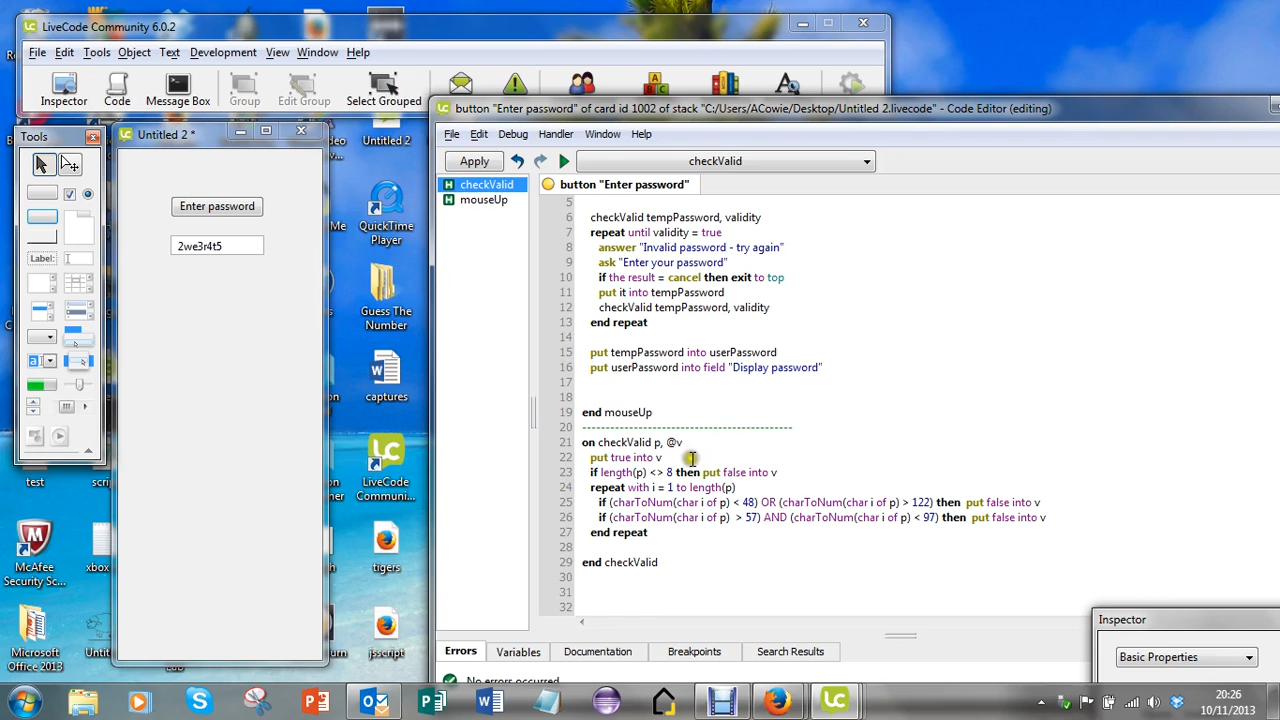 LiveCode Community 6.0.2
File Edit Tools Object Text Development View Window Help
Inspector Code Message Box Group Edit Group Select Grouped
button "Enter password" of card id 1002 of stack "C:/Users/ACowie/Desktop/Untitled 2.livecode" - Code Editor (editing)
Tools
Untitled 2 *
Untitled 2
File Edit Debug Handler Window Help
Apply
checkValid
checkValid
mouseUp
button "Enter password"
Enter password
2we3r4t5
Label:
QuickTime Player
Me
Guess The Number
captures
LiveCode Communi...
tigers
jsscript
test
McAfee Security Sc...
xbox
Microsoft Office 2013
5
6 checkValid tempPassword, validity
7 repeat until validity = true
8 answer "Invalid password - try again"
9 ask "Enter your password"
10 if the result = cancel then exit to top
11 put it into tempPassword
12 checkValid tempPassword, validity
13 end repeat
14
15 put tempPassword into userPassword
16 put userPassword into field "Display password"
17
18
19 end mouseUp
20 ----------------------------------------------
21 on checkValid p, @v
22 put true into v
23 if length(p) <> 8 then put false into v
24 repeat with i = 1 to length(p)
25 if (charToNum(char i of p) < 48) OR (charToNum(char i of p) > 122) then put false into v
26 if (charToNum(char i of p) > 57) AND (charToNum(char i of p) < 97) then put false into v
27 end repeat
28
29 end checkValid
30
31
32
Errors Variables Documentation Breakpoints Search Results
No errors occurred
Inspector
Basic Properties
20:26
10/11/2013